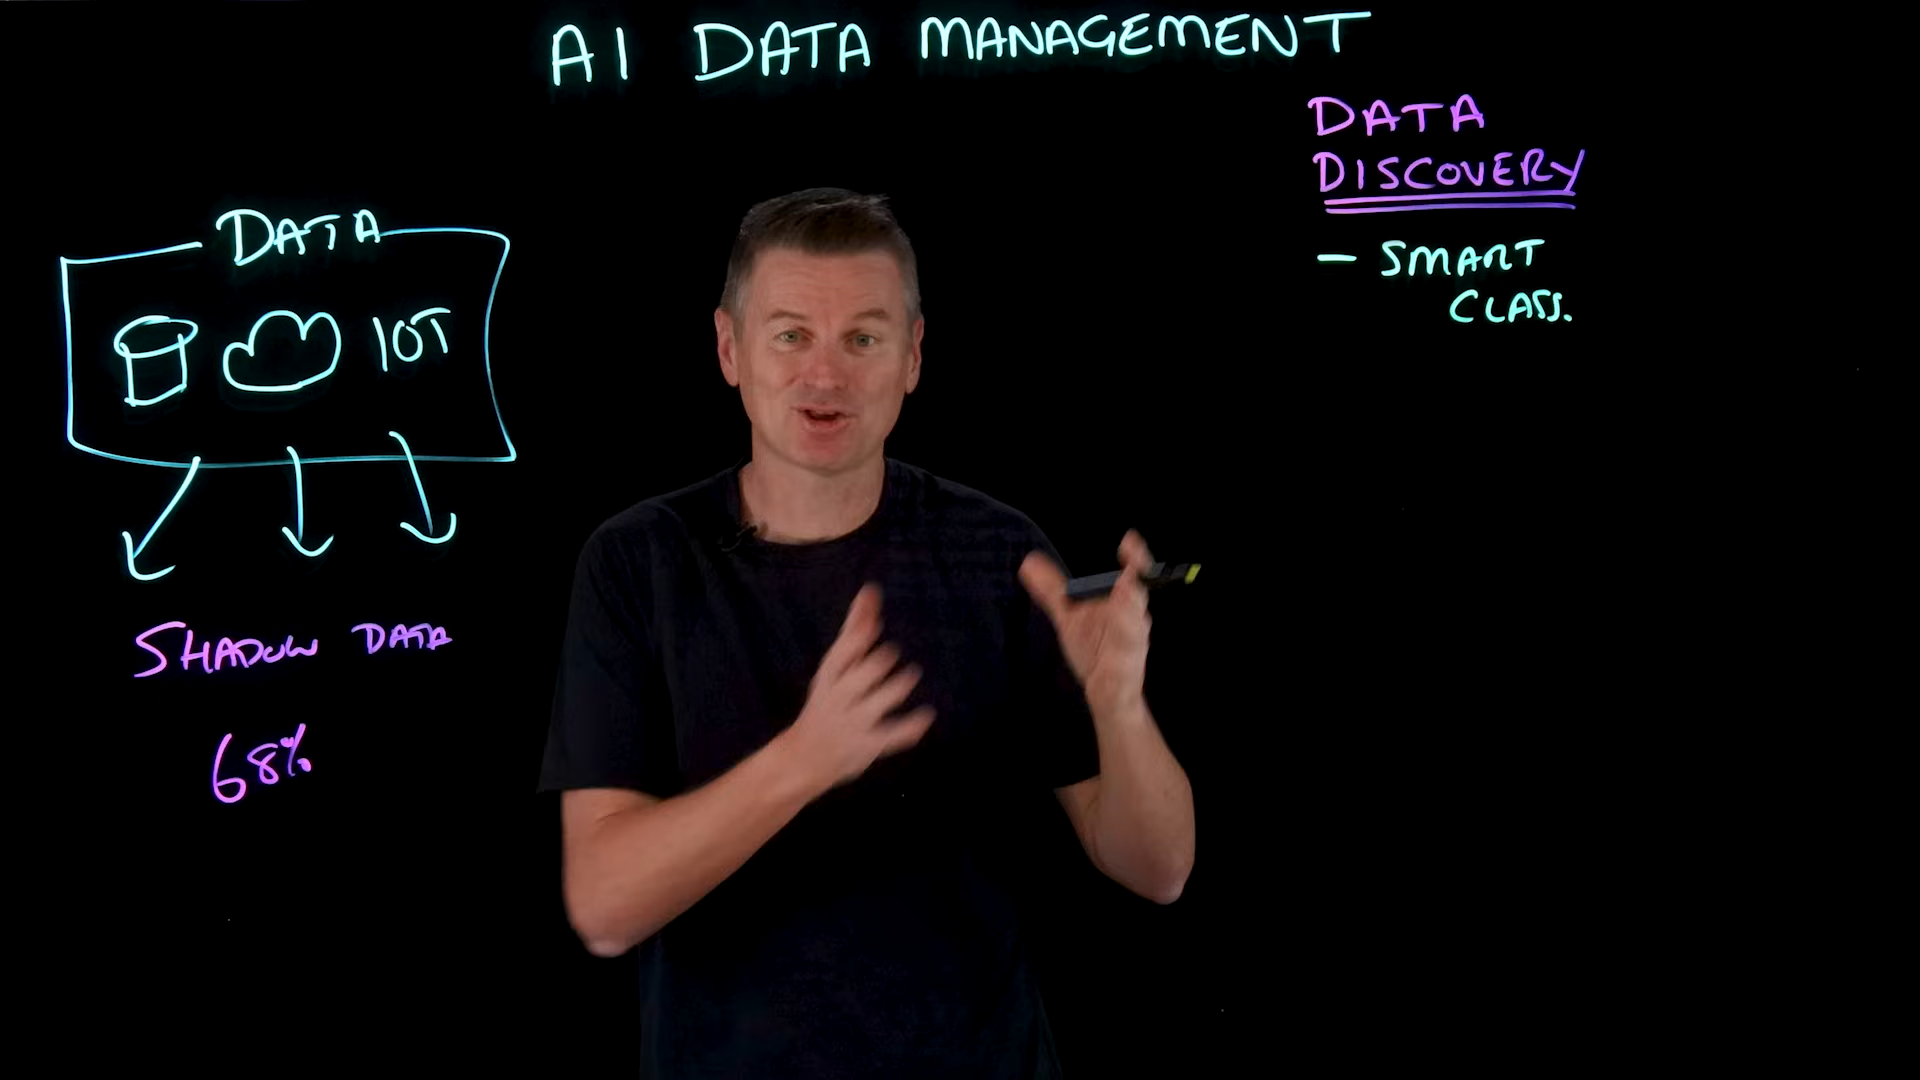 AI DATA MANAGEMENT
DATA
IOT
SHADOW DATA
68%
DATA
DISCOVERY
— SMART
CLASS.